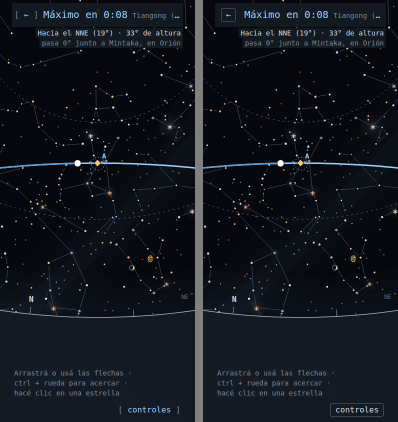 [ ← ] Máximo en 0:08 Tiangong (…
Hacia el NNE (19°) · 33° de altura
pasa 0° junto a Mintaka, en Orión
A
N
NE
Arrastrá o usá las flechas ·
ctrl + rueda para acercar ·
hacé clic en una estrella
[ controles ]
← Máximo en 0:08 Tiangong (…
Hacia el NNE (19°) · 33° de altura
pasa 0° junto a Mintaka, en Orión
A
N
NE
Arrastrá o usá las flechas ·
ctrl + rueda para acercar ·
hacé clic en una estrella
controles